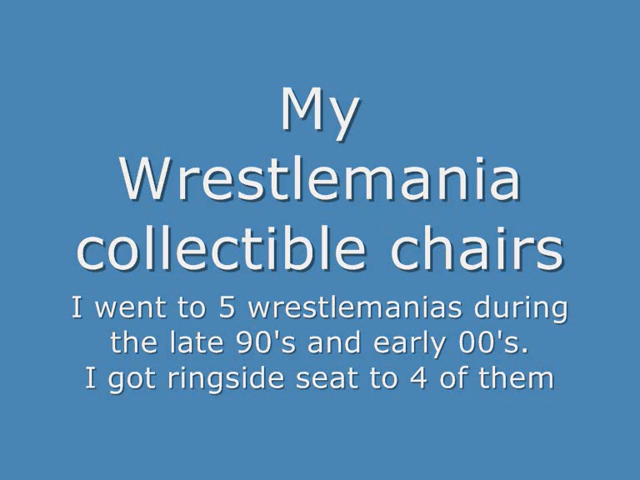 My
Wrestlemania
collectible chairs
I went to 5 wrestlemanias during
the late 90's and early 00's.
I got ringside seat to 4 of them